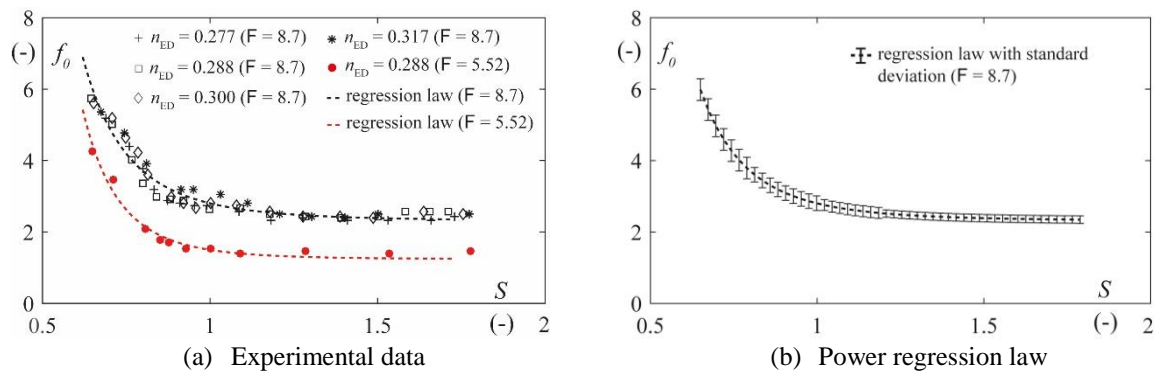 8
6
4
2
0
(-)
f0
nED = 0.277 (F = 8.7)
nED = 0.288 (F = 8.7)
nED = 0.300 (F = 8.7)
nED = 0.317 (F = 8.7)
nED = 0.288 (F = 5.52)
regression law (F = 8.7)
regression law (F = 5.52)
S
(-)
0.5 1 1.5 2
(a) Experimental data
8
6
4
2
0
(-)
f0
regression law with standard
deviation (F = 8.7)
S
(-)
0.5 1 1.5 2
(b) Power regression law